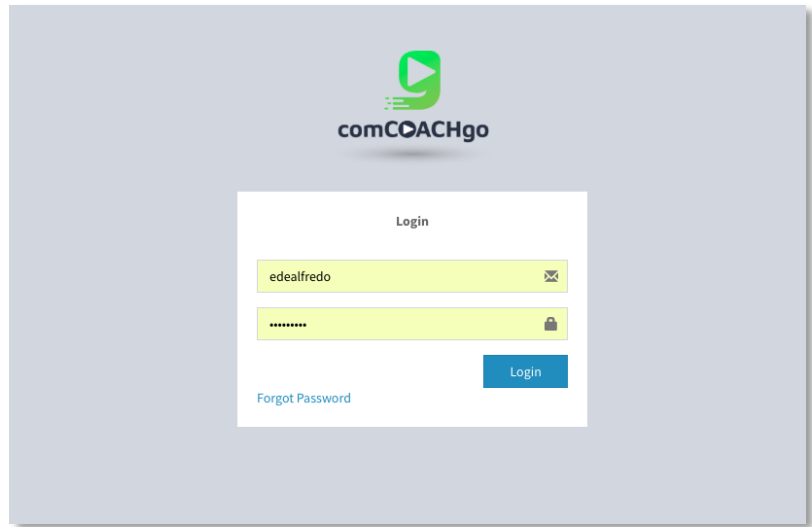 comCOACHgo
Login
edealfredo
•••••••••
Login
Forgot Password